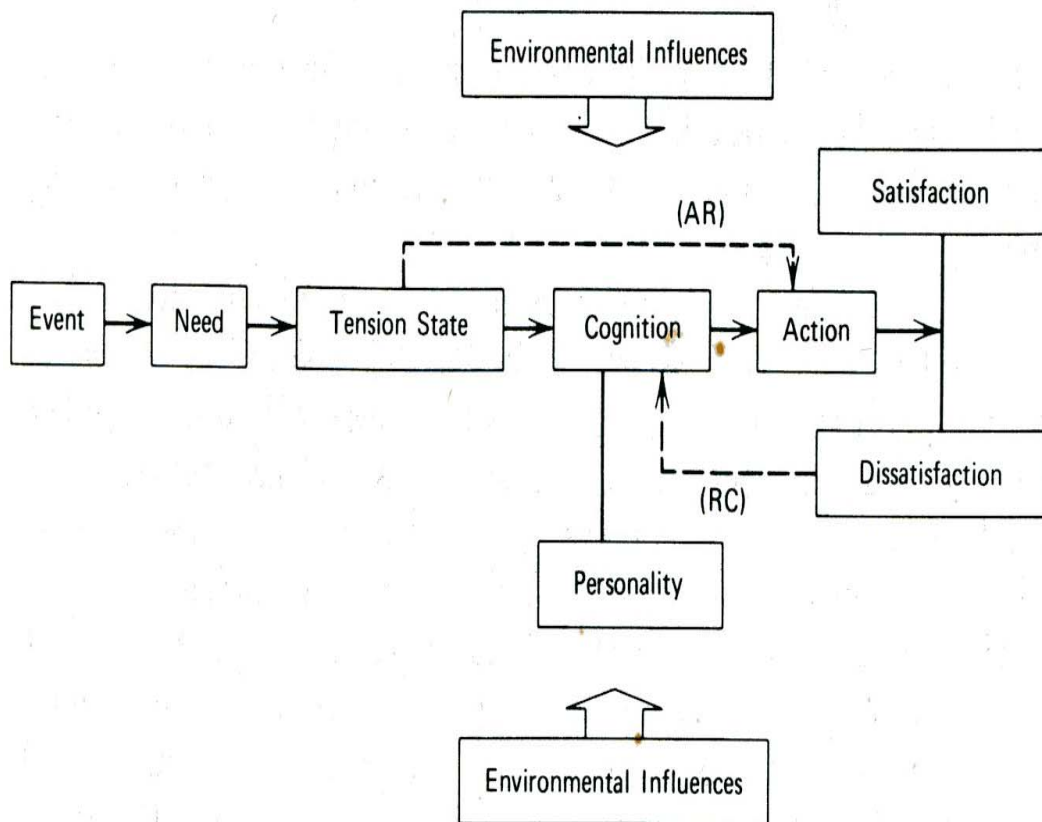 Environmental Influences
Satisfaction
(AR)
Event
Need
Tension State
Cognition
Action
Dissatisfaction
(RC)
Personality
Environmental Influences